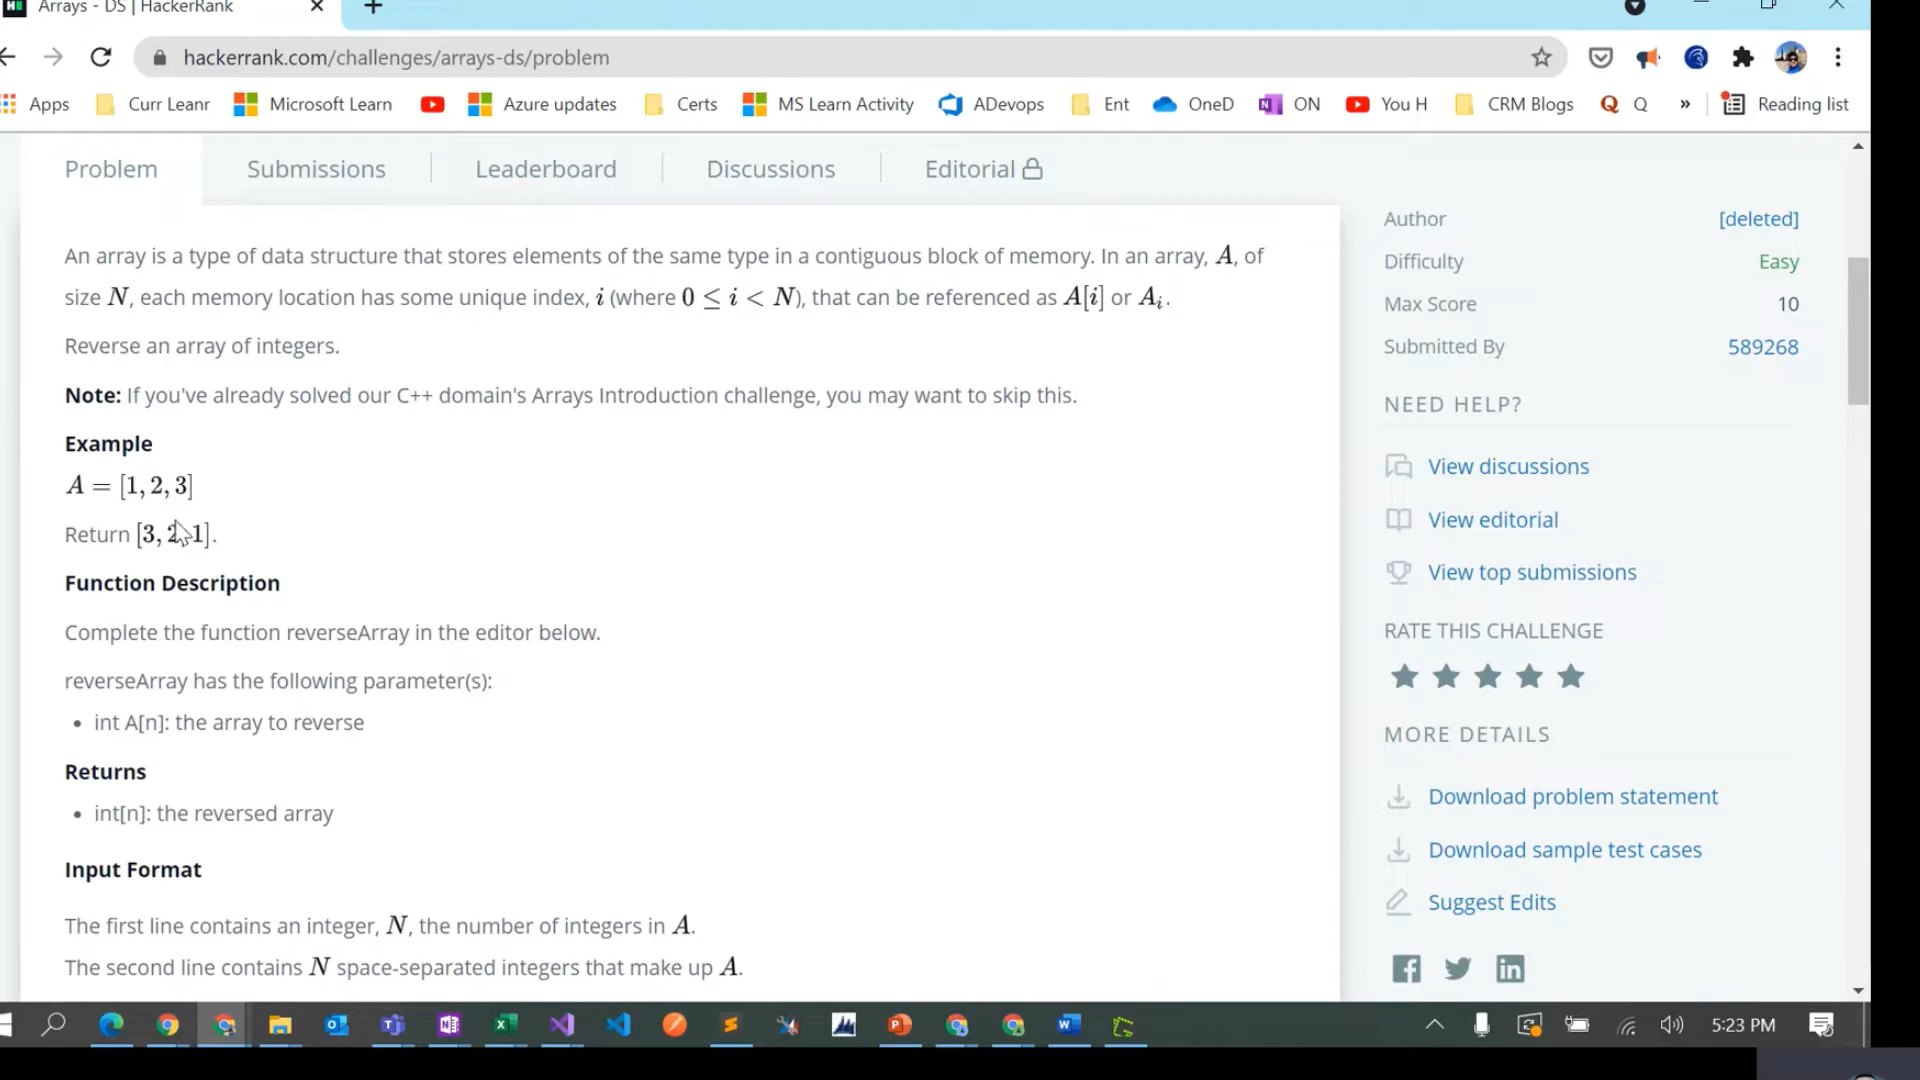 Arrays - DS | HackerRank
hackerrank.com/challenges/arrays-ds/problem
Apps Curr Leanr Microsoft Learn Azure updates Certs MS Learn Activity ADevops Ent OneD ON You H CRM Blogs Q » Reading list
Problem Submissions Leaderboard Discussions Editorial
An array is a type of data structure that stores elements of the same type in a contiguous block of memory. In an array, A, of
size N, each memory location has some unique index, i (where 0 ≤ i < N), that can be referenced as A[i] or Aᵢ.
Reverse an array of integers.
Note: If you've already solved our C++ domain's Arrays Introduction challenge, you may want to skip this.
Example
A = [1, 2, 3]
Return [3, 2, 1].
Function Description
Complete the function reverseArray in the editor below.
reverseArray has the following parameter(s):
• int A[n]: the array to reverse
Returns
• int[n]: the reversed array
Input Format
The first line contains an integer, N, the number of integers in A.
The second line contains N space-separated integers that make up A.
Author [deleted]
Difficulty Easy
Max Score 10
Submitted By 589268
NEED HELP?
View discussions
View editorial
View top submissions
RATE THIS CHALLENGE
MORE DETAILS
Download problem statement
Download sample test cases
Suggest Edits
5:23 PM